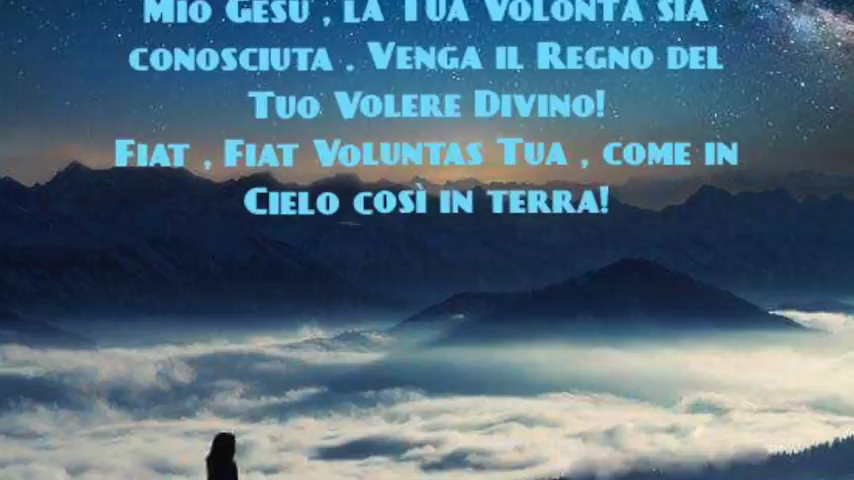 Mio Gesù , la Tua Volontà sia
conosciuta . Venga il Regno del
Tuo Volere Divino!
Fiat , Fiat Voluntas Tua , come in
Cielo così in terra!